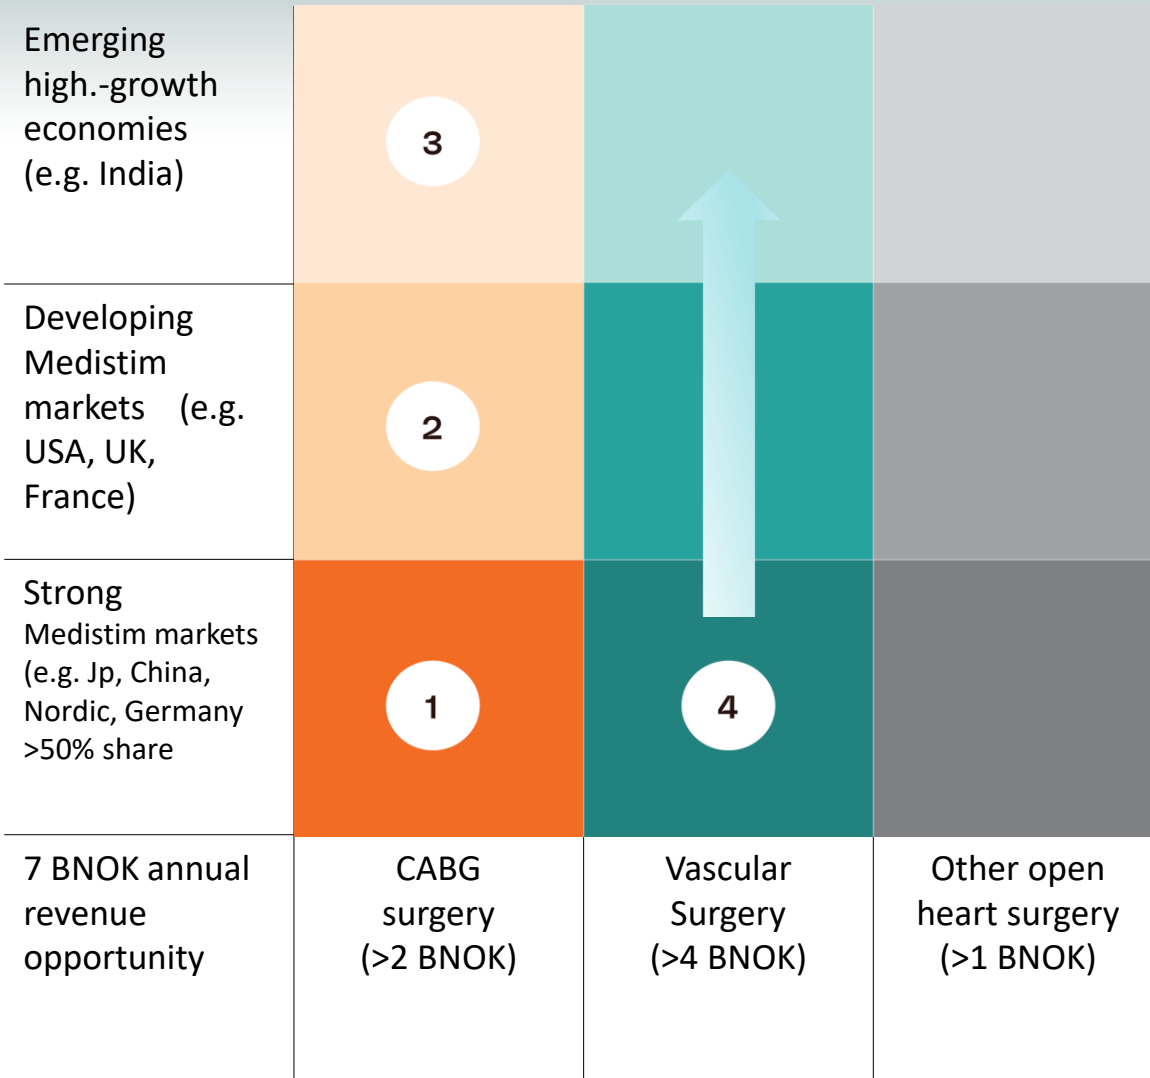 Emerging
high.-growth
economies
(e.g. India)
3
Developing
Medistim
markets (e.g.
USA, UK,
France)
2
Strong
Medistim markets
(e.g. Jp, China,
Nordic, Germany
>50% share
1
4
7 BNOK annual
revenue
opportunity
CABG
surgery
(>2 BNOK)
Vascular
Surgery
(>4 BNOK)
Other open
heart surgery
(>1 BNOK)